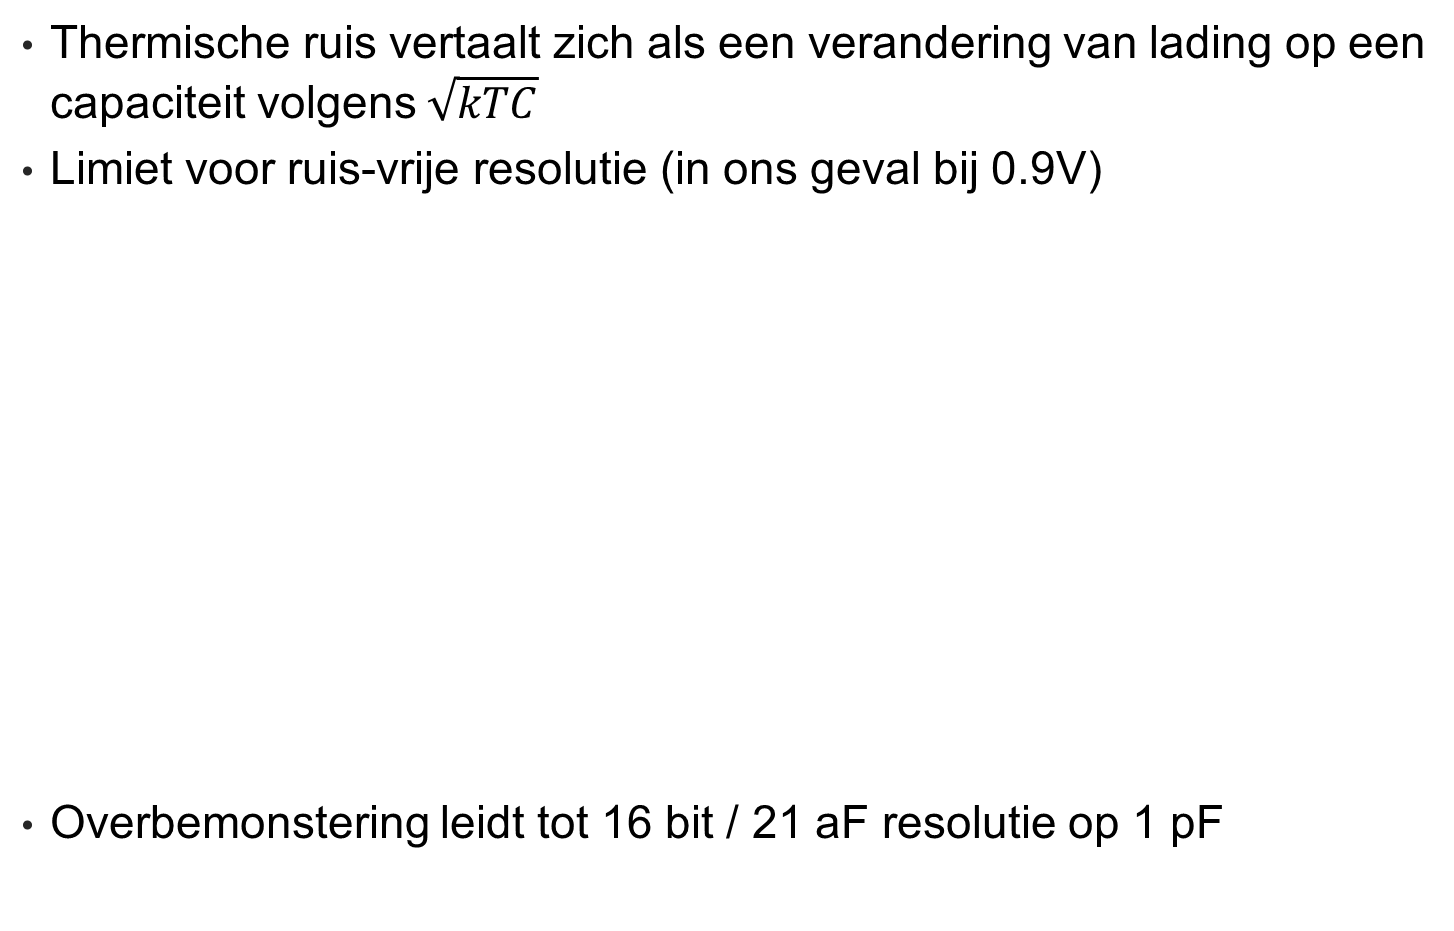 • Thermische ruis vertaalt zich als een verandering van lading op een
capaciteit volgens √kTC
• Limiet voor ruis-vrije resolutie (in ons geval bij 0.9V)
• Overbemonstering leidt tot 16 bit / 21 aF resolutie op 1 pF